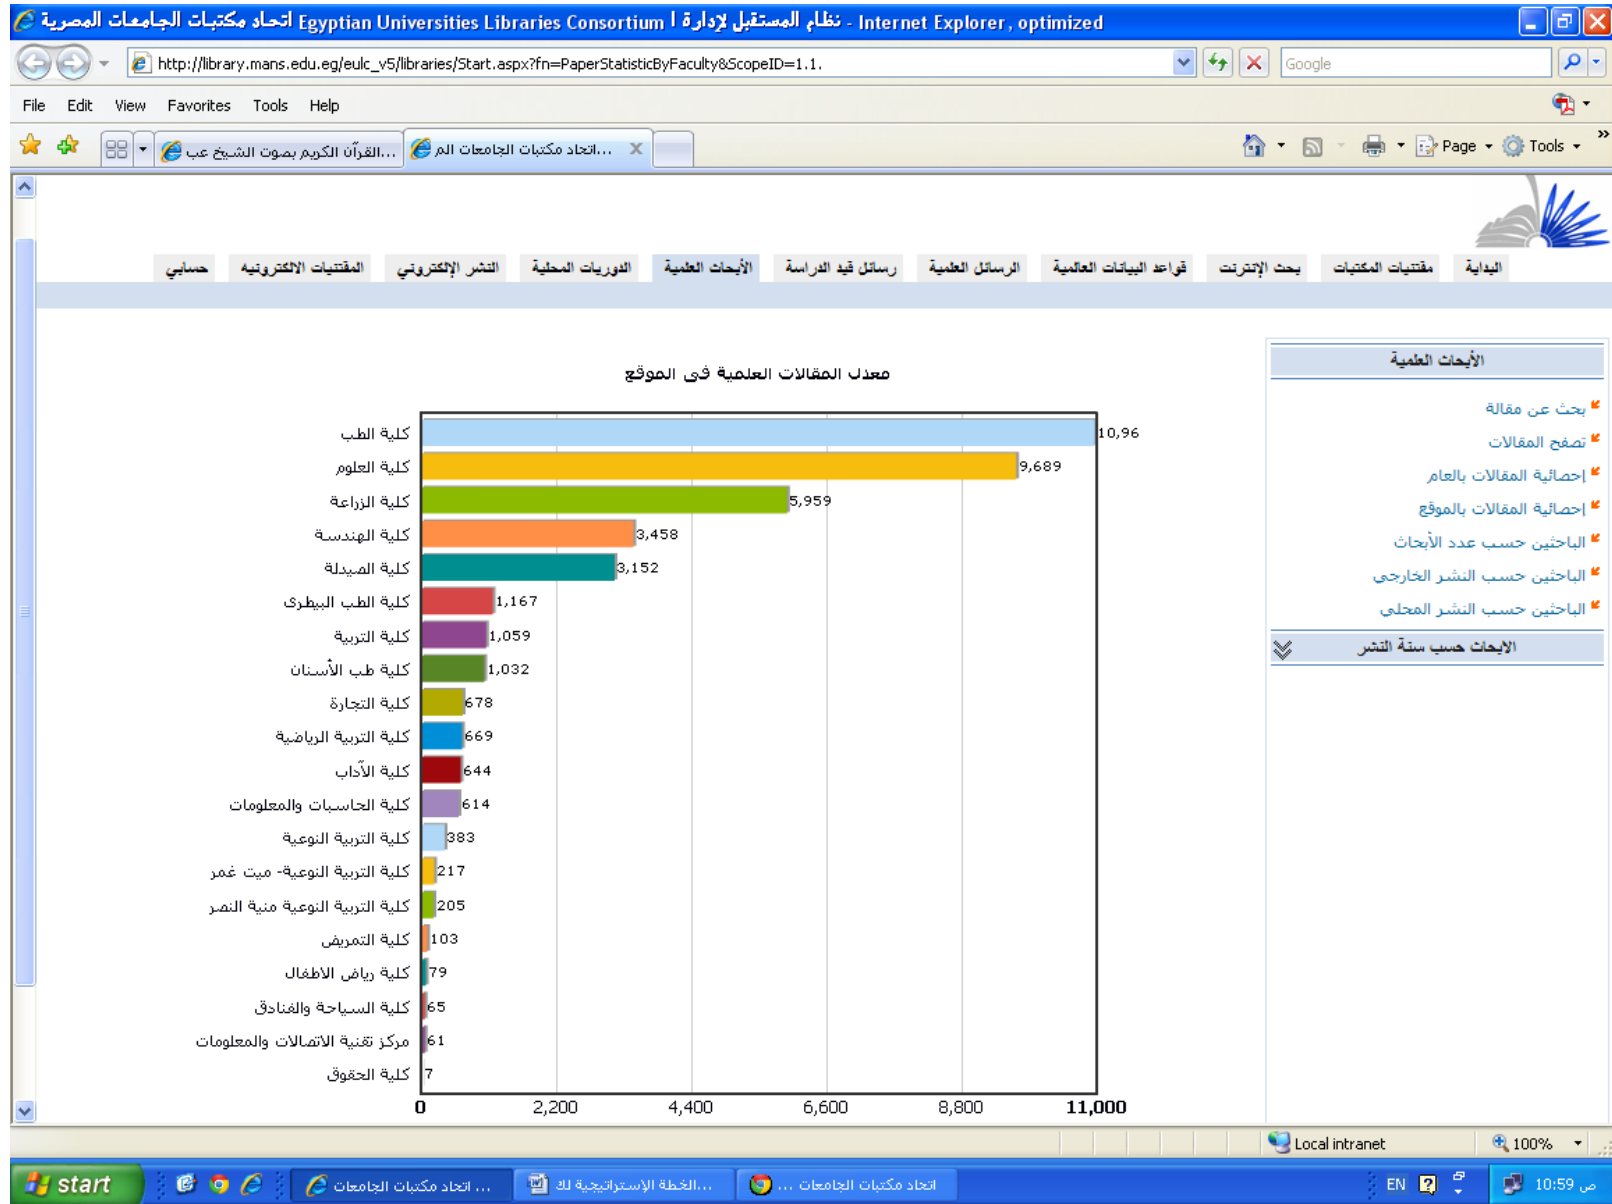 اتحاد مكتبات الجامعات المصرية Egyptian Universities Libraries Consortium نظام المستقبل لإدارة ا - Internet Explorer, optimized
http://library.mans.edu.eg/eulc_v5/libraries/Start.aspx?fn=PaperStatisticByFaculty&ScopeID=1.1.
Google
File Edit View Favorites Tools Help
القرآن الكريم بصوت الشيخ عب...
اتحاد مكتبات الجامعات الم...
Page Tools
البداية مقتنيات المكتبات بحث الإنترنت قواعد البيانات العالمية الرسائل العلمية رسائل قيد الدراسة الأبحاث العلمية الدوريات المحلية النشر الإلكتروني المقتنيات الالكترونيه حسابي
الأبحاث العلمية
بحث عن مقالة
تصفح المقالات
إحصائية المقالات بالعام
إحصائية المقالات بالموقع
الباحثين حسب عدد الأبحاث
الباحثين حسب النشر الخارجي
الباحثين حسب النشر المحلي
الابحاث حسب سنة النشر
معدل المقالات العلمية فى الموقع
كلية الطب 10,96
كلية العلوم 9,689
كلية الزراعة 5,959
كلية الهندسة 3,458
كلية الصيدلة 3,152
كلية الطب البيطرى 1,167
كلية التربية 1,059
كلية طب الأسنان 1,032
كلية التجارة 678
كلية التربية الرياضية 669
كلية الآداب 644
كلية الحاسبات والمعلومات 614
كلية التربية النوعية 383
كلية التربية النوعية- ميت غمر 217
كلية التربية النوعية منية النصر 205
كلية التمريض 103
كلية رياض الاطفال 79
كلية السياحة والفنادق 65
مركز تقنية الاتصالات والمعلومات 61
كلية الحقوق 7
0 2,200 4,400 6,600 8,800 11,000
Local intranet 100%
start
اتحاد مكتبات الجامعات ...
الخطة الإستراتيجية لك...
اتحاد مكتبات الجامعات ...
EN
10:59 ص